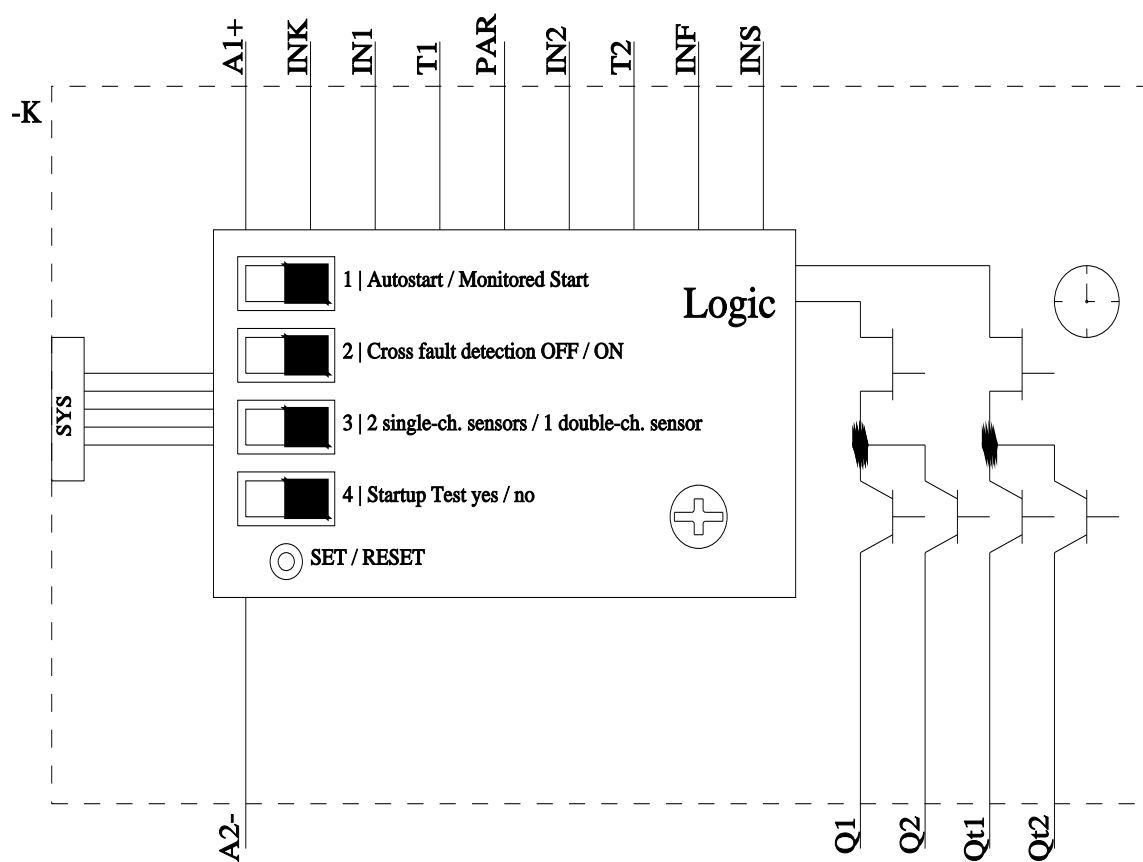 A1+
INK
IN1
T1
PAR
IN2
T2
INF
INS
-K
1 | Autostart / Monitored Start
Logic
2 | Cross fault detection OFF / ON
SYS
3 | 2 single-ch. sensors / 1 double-ch. sensor
4 | Startup Test yes / no
SET / RESET
A2-
Q1
Q2
Qt1
Qt2